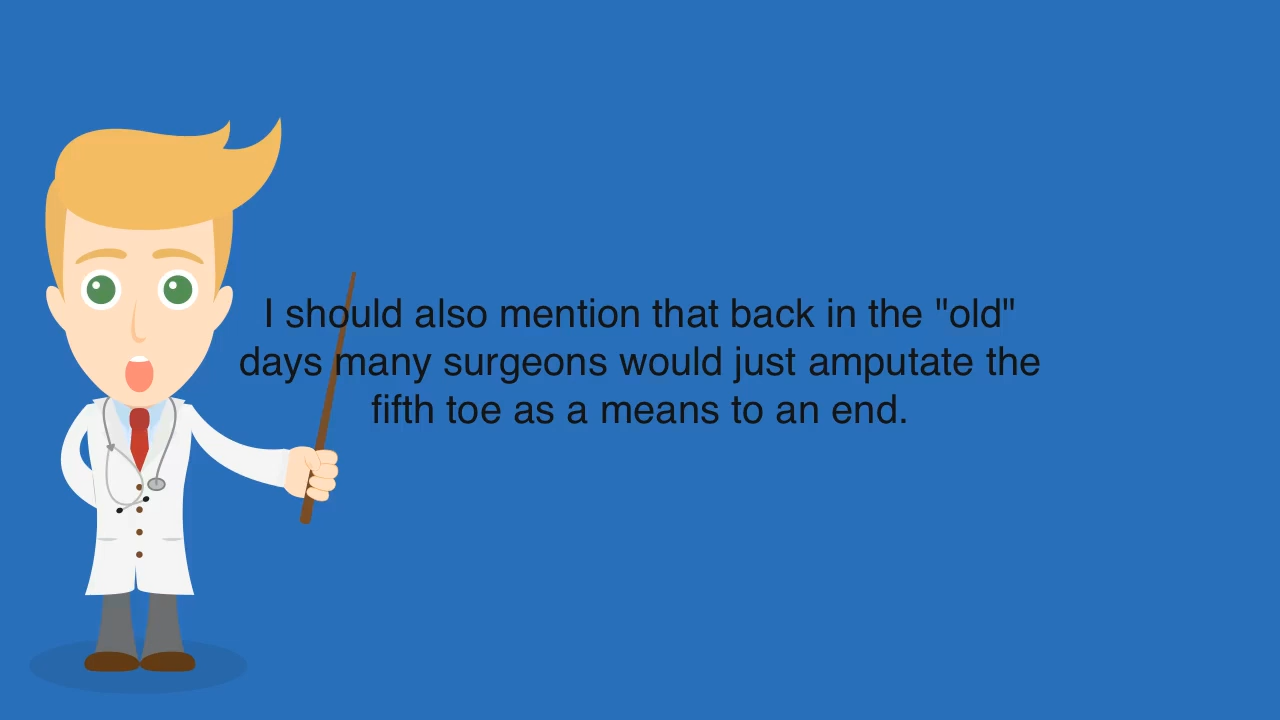 I should also mention that back in the "old"
days many surgeons would just amputate the
fifth toe as a means to an end.